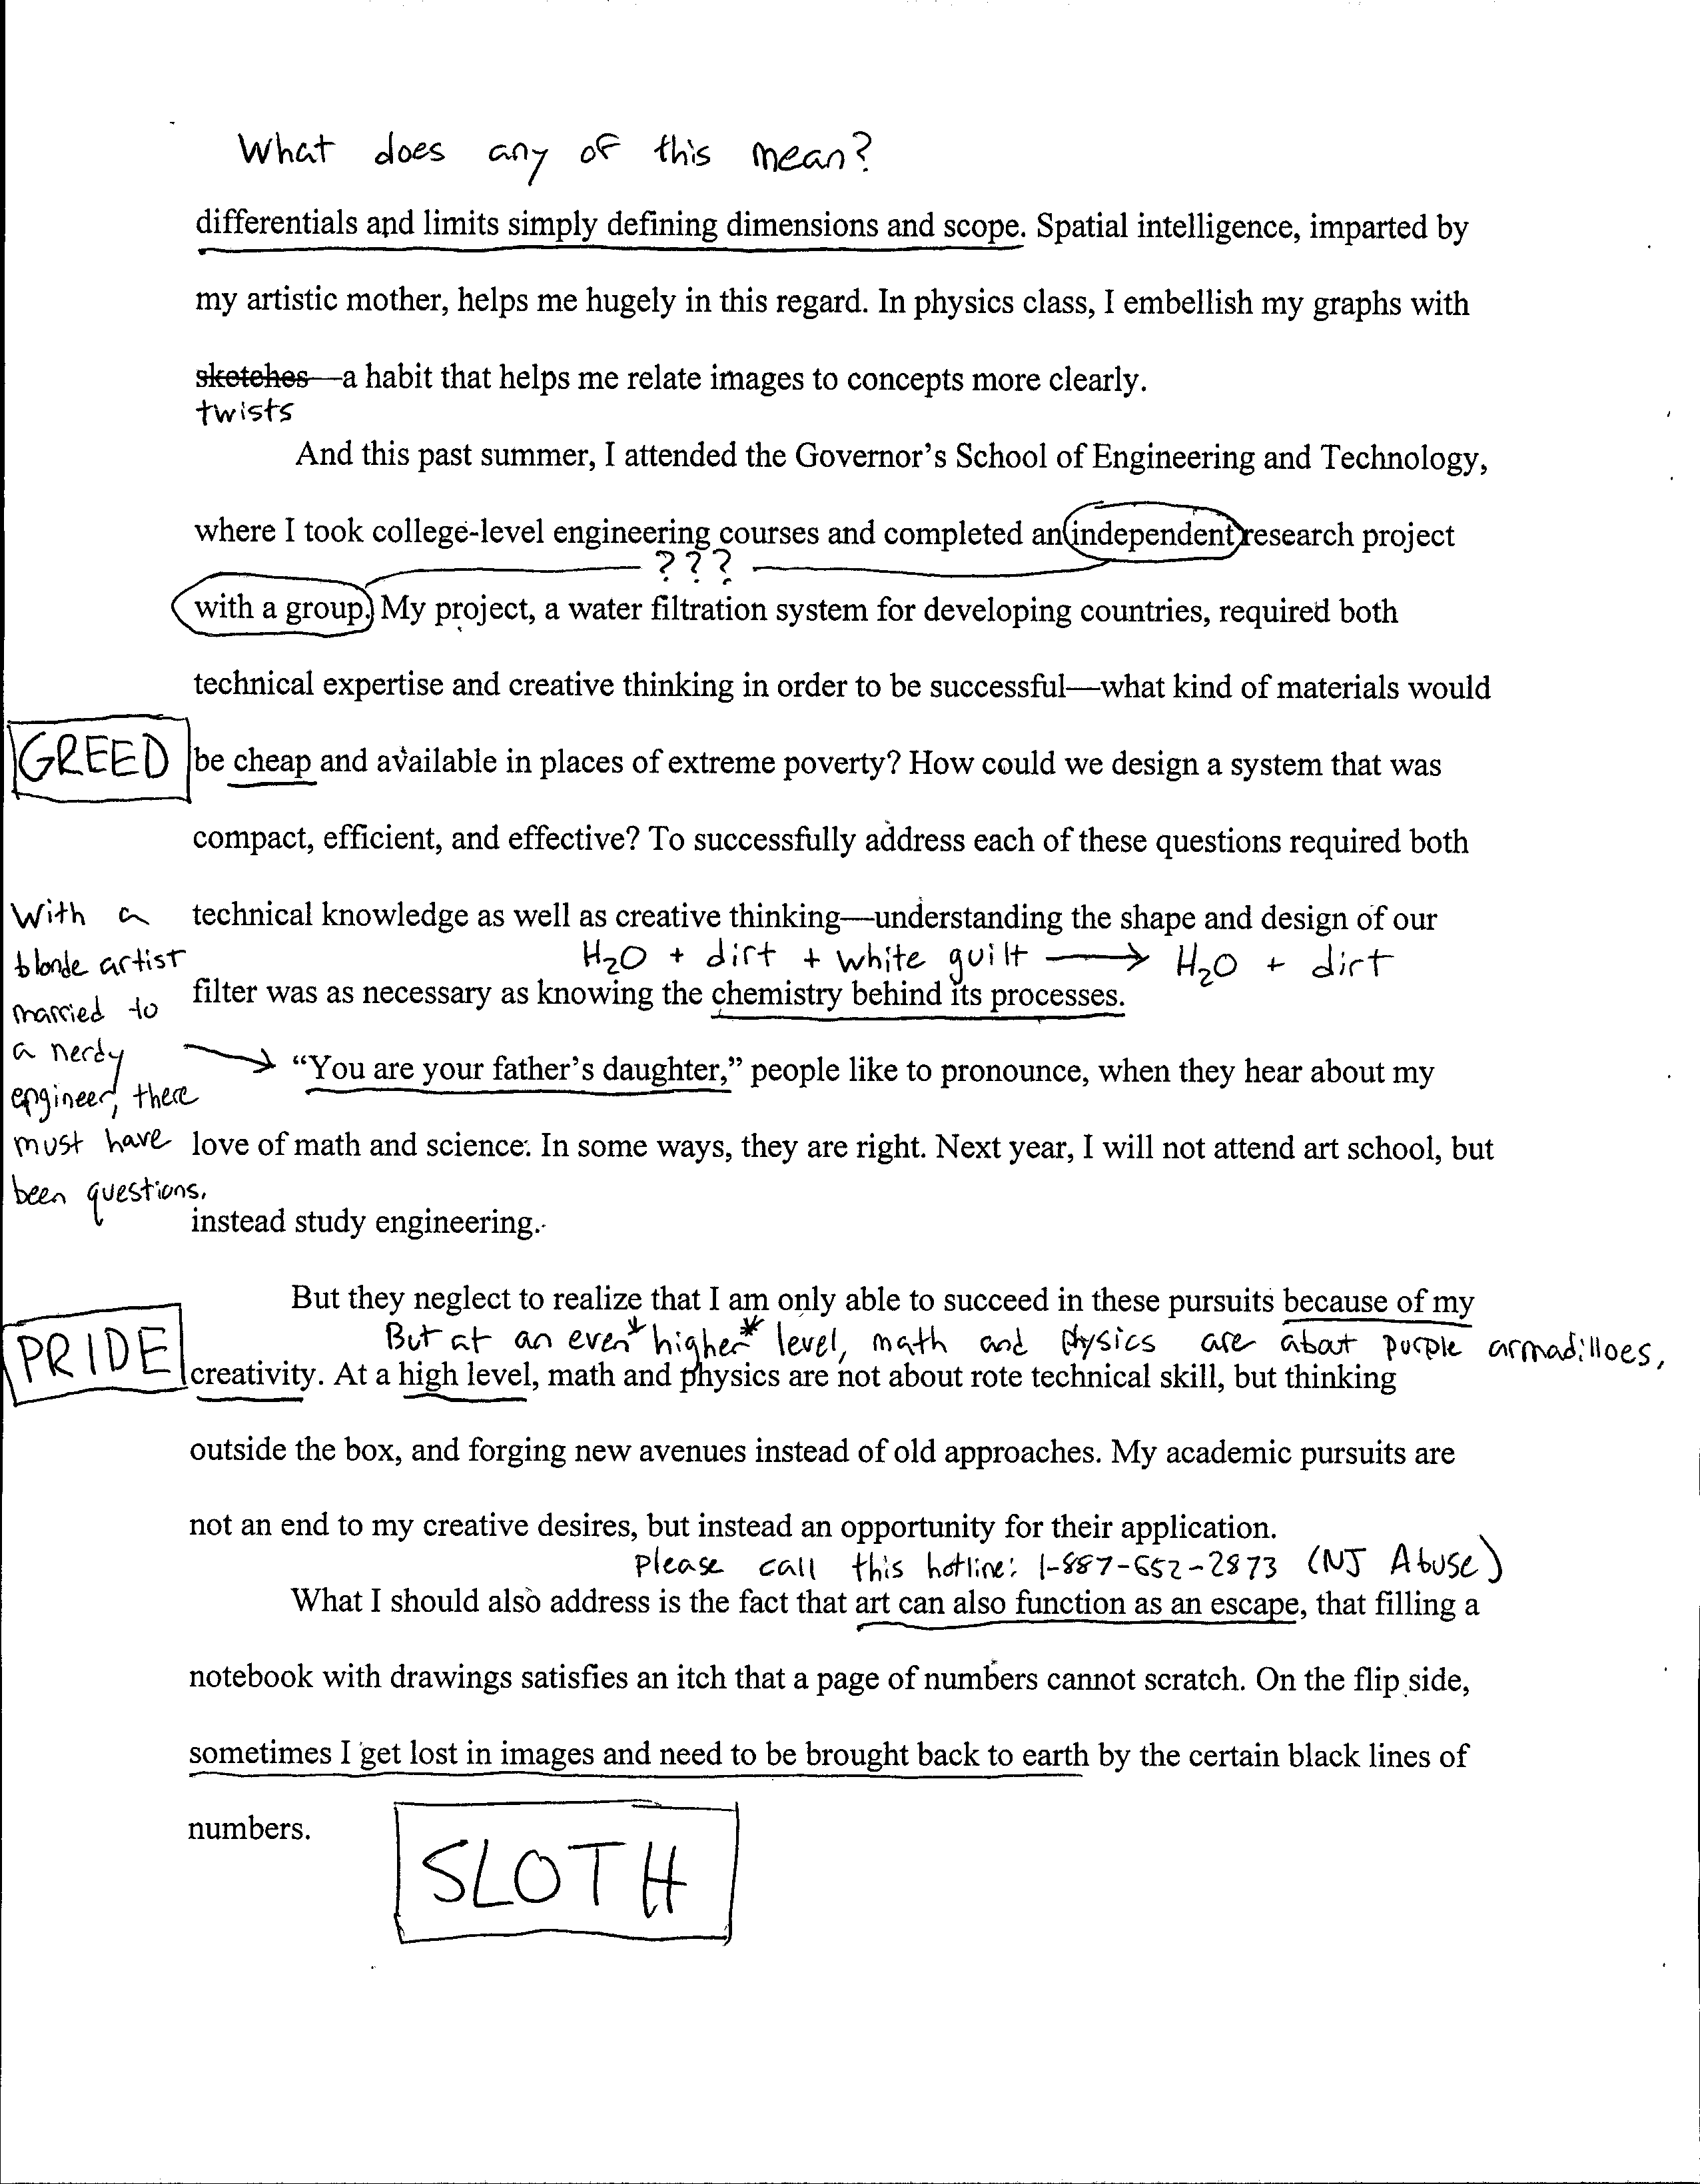 What does any of this mean?
differentials and limits simply defining dimensions and scope. Spatial intelligence, imparted by
my artistic mother, helps me hugely in this regard. In physics class, I embellish my graphs with
sketches—a habit that helps me relate images to concepts more clearly.
twists
And this past summer, I attended the Governor's School of Engineering and Technology,
where I took college-level engineering courses and completed an independent research project
???
with a group. My project, a water filtration system for developing countries, required both
technical expertise and creative thinking in order to be successful—what kind of materials would
GREED
be cheap and available in places of extreme poverty? How could we design a system that was
compact, efficient, and effective? To successfully address each of these questions required both
technical knowledge as well as creative thinking—understanding the shape and design of our
H2O + dirt + white guilt → H2O + dirt
filter was as necessary as knowing the chemistry behind its processes.
With a
blonde artist
married to
a nerdy
engineer, there
must have
been questions.
"You are your father's daughter," people like to pronounce, when they hear about my
love of math and science. In some ways, they are right. Next year, I will not attend art school, but
instead study engineering.
But they neglect to realize that I am only able to succeed in these pursuits because of my
But at an even *higher* level, math and physics are about purple armadilloes.
PRIDE
creativity. At a high level, math and physics are not about rote technical skill, but thinking
outside the box, and forging new avenues instead of old approaches. My academic pursuits are
not an end to my creative desires, but instead an opportunity for their application.
Please call this hotline: 1-887-652-2873 (NJ Abuse)
What I should also address is the fact that art can also function as an escape, that filling a
notebook with drawings satisfies an itch that a page of numbers cannot scratch. On the flip side,
sometimes I get lost in images and need to be brought back to earth by the certain black lines of
numbers.
SLOTH